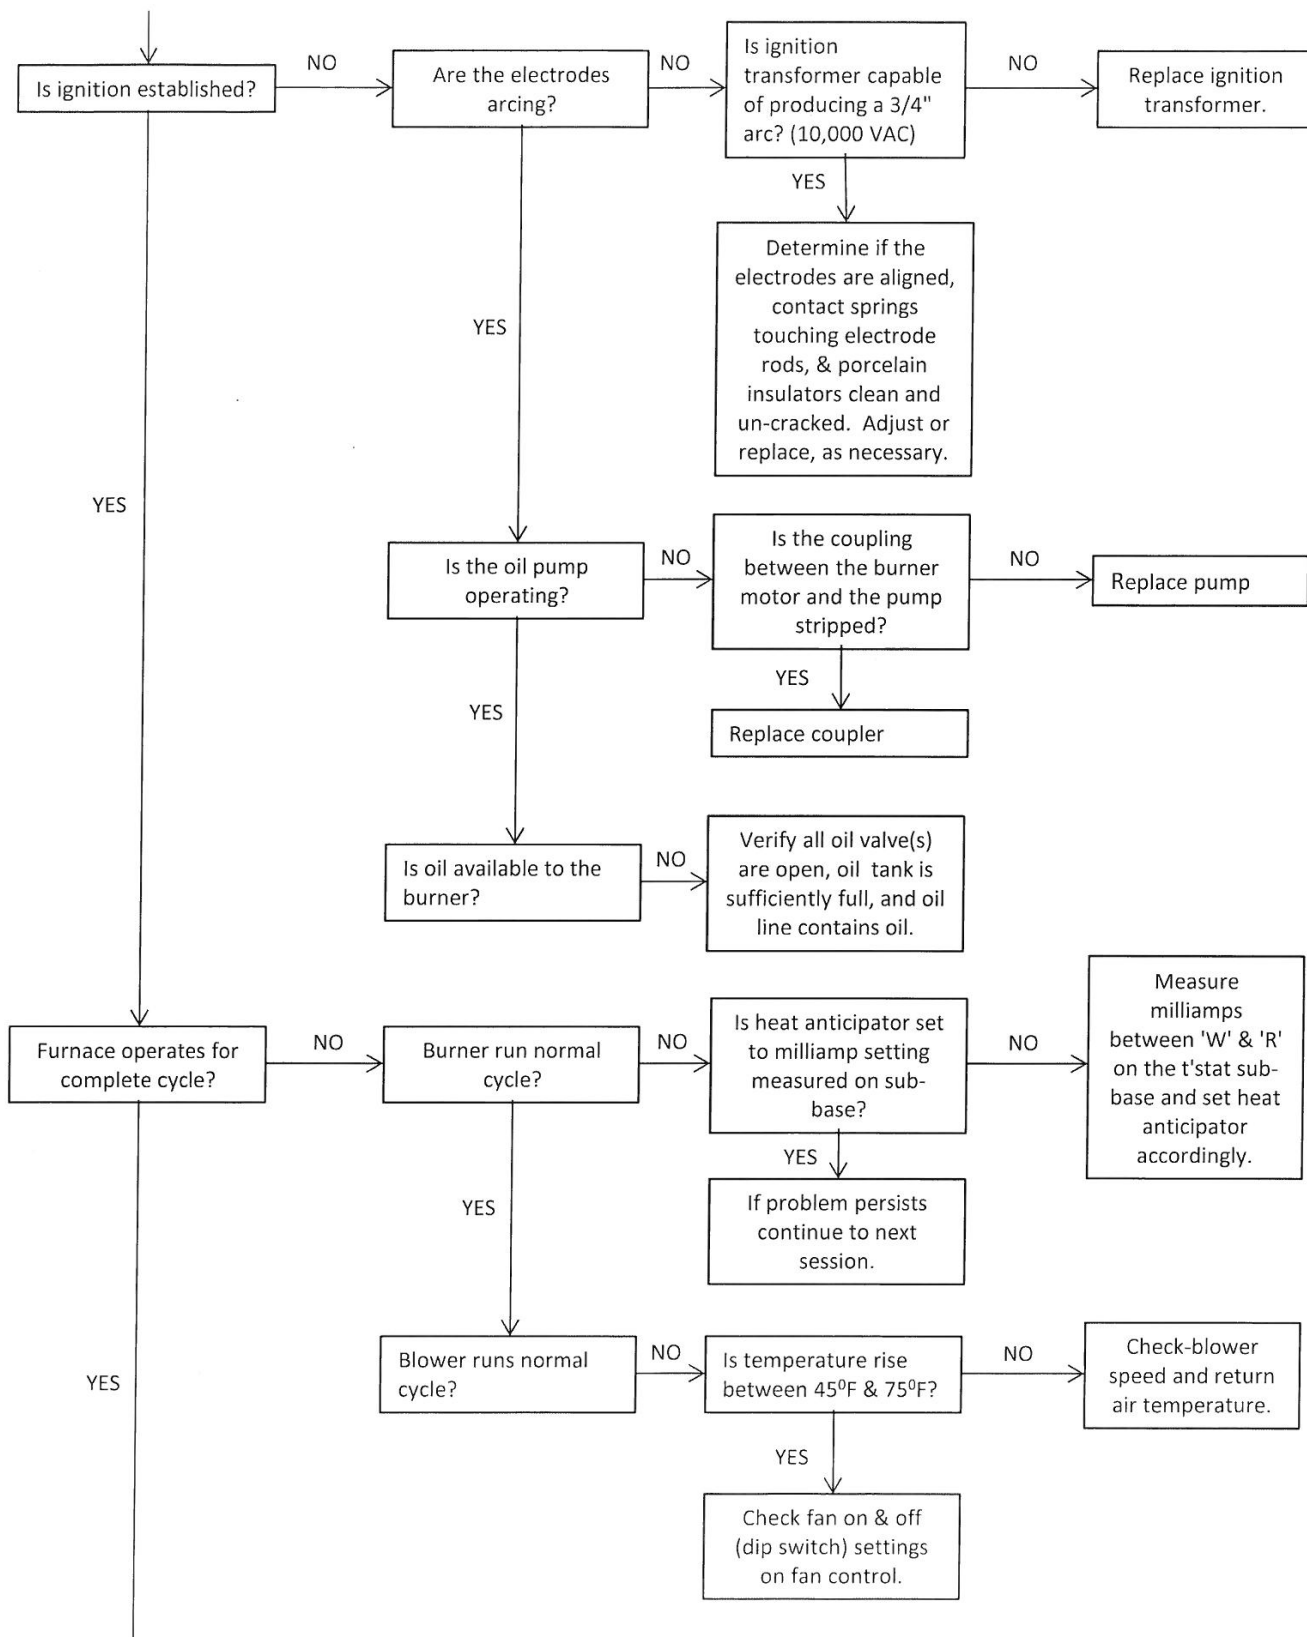 Is ignition established?
NO
Are the electrodes
arcing?
NO
Is ignition
transformer capable
of producing a 3/4"
arc? (10,000 VAC)
NO
Replace ignition
transformer.
YES
Determine if the
electrodes are aligned,
contact springs
touching electrode
rods, & porcelain
insulators clean and
un-cracked.  Adjust or
replace, as necessary.
YES
YES
Is the oil pump
operating?
NO
Is the coupling
between the burner
motor and the pump
stripped?
NO
Replace pump
YES
Replace coupler
YES
Is oil available to the
burner?
NO
Verify all oil valve(s)
are open, oil  tank is
sufficiently full, and oil
line contains oil.
Furnace operates for
complete cycle?
NO
Burner run normal
cycle?
NO
Is heat anticipator set
to milliamp setting
measured on sub-
base?
NO
Measure
milliamps
between 'W' & 'R'
on the t'stat sub-
base and set heat
anticipator
accordingly.
YES
If problem persists
continue to next
session.
YES
YES
Blower runs normal
cycle?
NO
Is temperature rise
between 45⁰F & 75⁰F?
NO
Check-blower
speed and return
air temperature.
YES
Check fan on & off
(dip switch) settings
on fan control.